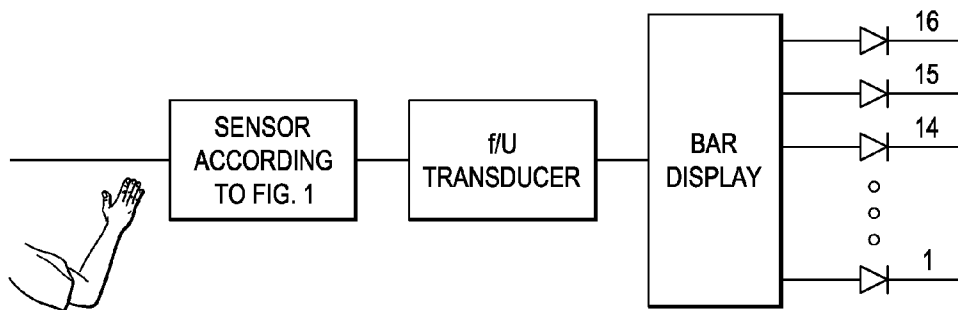 SENSOR
ACCORDING
TO FIG. 1
f/U
TRANSDUCER
BAR
DISPLAY
16
15
14
1